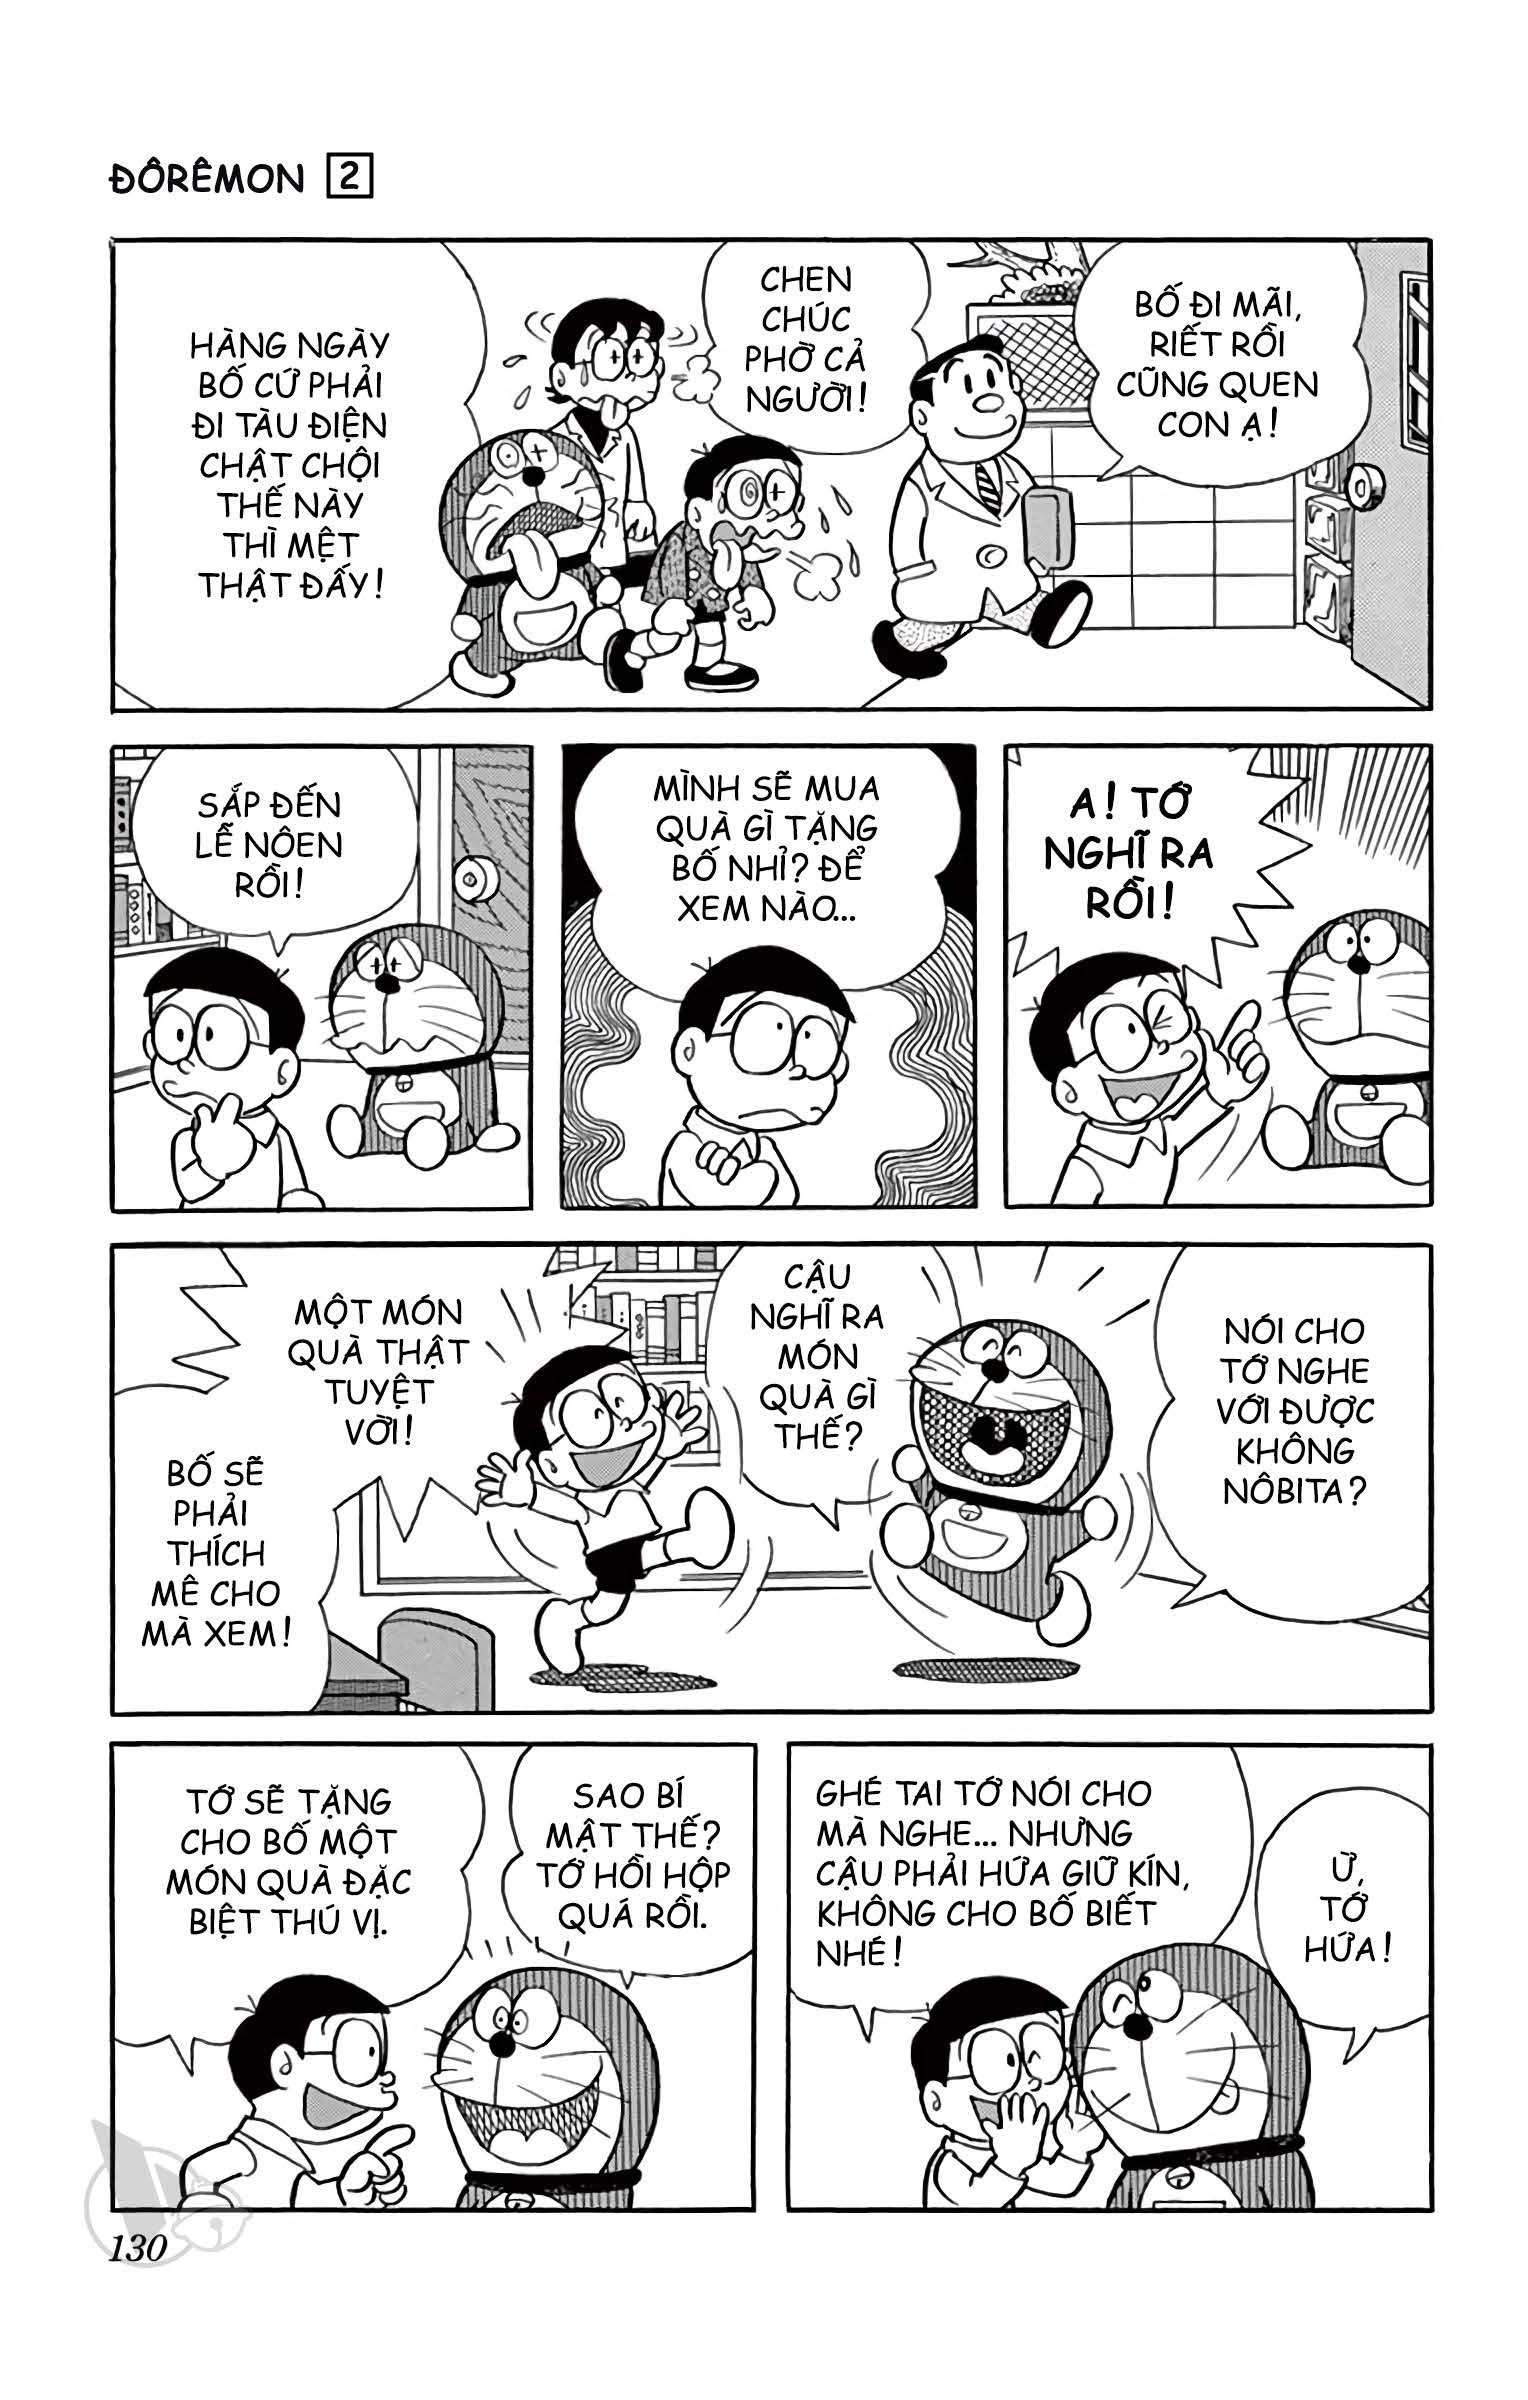 ĐÔRÊMON 2
HÀNG NGÀY
BỐ CỨ PHẢI
ĐI TÀU ĐIỆN
CHẬT CHỘI
THẾ NÀY
THÌ MỆT
THẬT ĐẤY!
CHEN
CHÚC
PHỜ CẢ
NGƯỜI!
BỐ ĐI MÃI,
RIẾT RỒI
CŨNG QUEN
CON Ạ!
SẮP ĐẾN
LỄ NÔEN
RỒI!
MÌNH SẼ MUA
QUÀ GÌ TẶNG
BỐ NHỈ? ĐỂ
XEM NÀO...
A! TỚ
NGHĨ RA
RỒI!
MỘT MÓN
QUÀ THẬT
TUYỆT
VỜI!
BỐ SẼ
PHẢI
THÍCH
MÊ CHO
MÀ XEM!
CẬU
NGHĨ RA
MÓN
QUÀ GÌ
THẾ?
NÓI CHO
TỚ NGHE
VỚI ĐƯỢC
KHÔNG
NÔBITA?
TỚ SẼ TẶNG
CHO BỐ MỘT
MÓN QUÀ ĐẶC
BIỆT THÚ VỊ.
SAO BÍ
MẬT THẾ?
TỚ HỒI HỘP
QUÁ RỒI.
GHÉ TAI TỚ NÓI CHO
MÀ NGHE... NHƯNG
CẬU PHẢI HỨA GIỮ KÍN,
KHÔNG CHO BỐ BIẾT
NHÉ!
Ừ,
TỚ
HỨA!
130